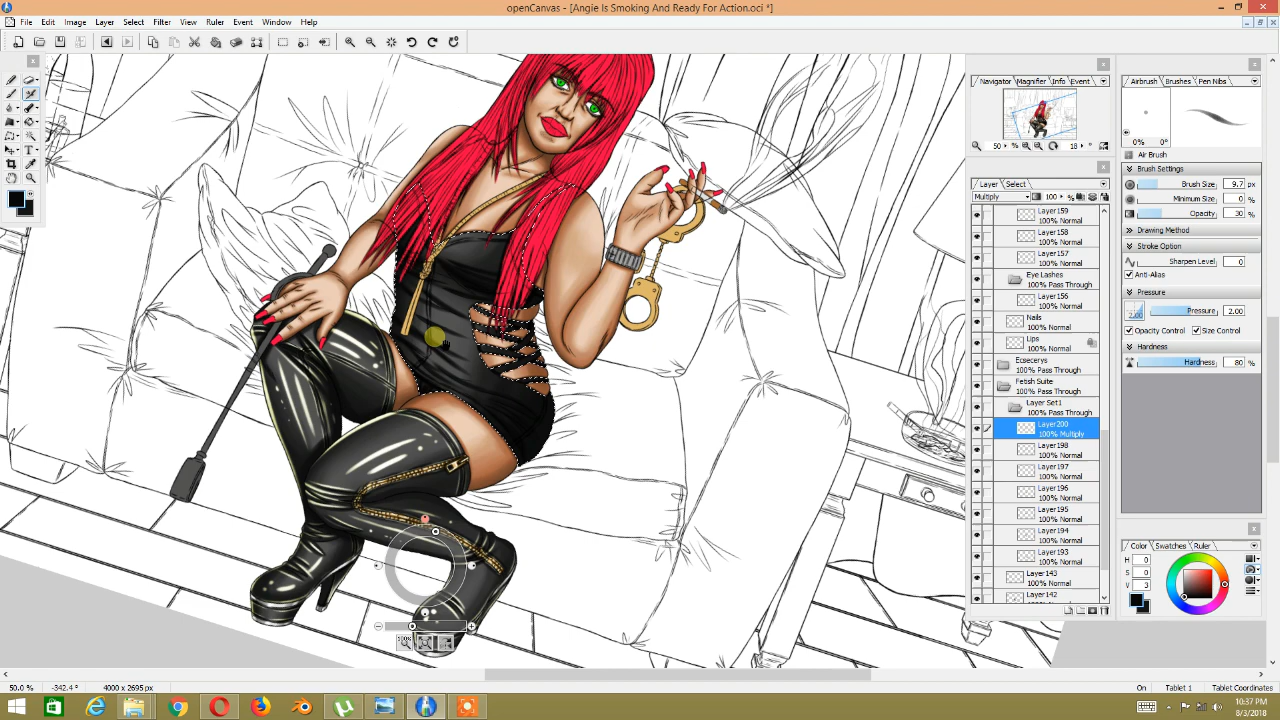 openCanvas - [Angie Is Smoking And Ready For Action.oci *]
File Edit View Layer Select Filter Ruler Event Window Help
Navigator Magnifier Info Event
50 % 18 °
Layer Select
Multiply 100 %
Layer159
100% Normal
Layer158
100% Normal
Layer157
100% Normal
Eye Lashes
100% Pass Through
Layer156
100% Normal
Nails
100% Normal
Lips
100% Normal
Ecsecerys
100% Pass Through
Fetish Suite
100% Pass Through
Layer Set1
100% Pass Through
Layer200
100% Multiply
Layer198
100% Normal
Layer197
100% Normal
Layer196
100% Normal
Layer195
100% Normal
Layer194
100% Normal
Layer193
100% Normal
Layer143
100% Normal
Layer142
Airbrush Brushes Pen Nibs
0% 0°
Air Brush
Brush Settings
Brush Size 9.7 px
Minimum Size 0 %
Opacity 30 %
Drawing Method
Stroke Option
Sharpen Level 0
Anti-Alias
Pressure
2.00 Pressure 2.00
Opacity Control Size Control
Hardness
Hardness 80 %
Color Swatches Ruler
H 0
S 0
V 3
100%
50.0 % -342.4 ° 4000 x 2695 px On Tablet 1 Tablet Coordinates
10:37 PM
8/3/2018